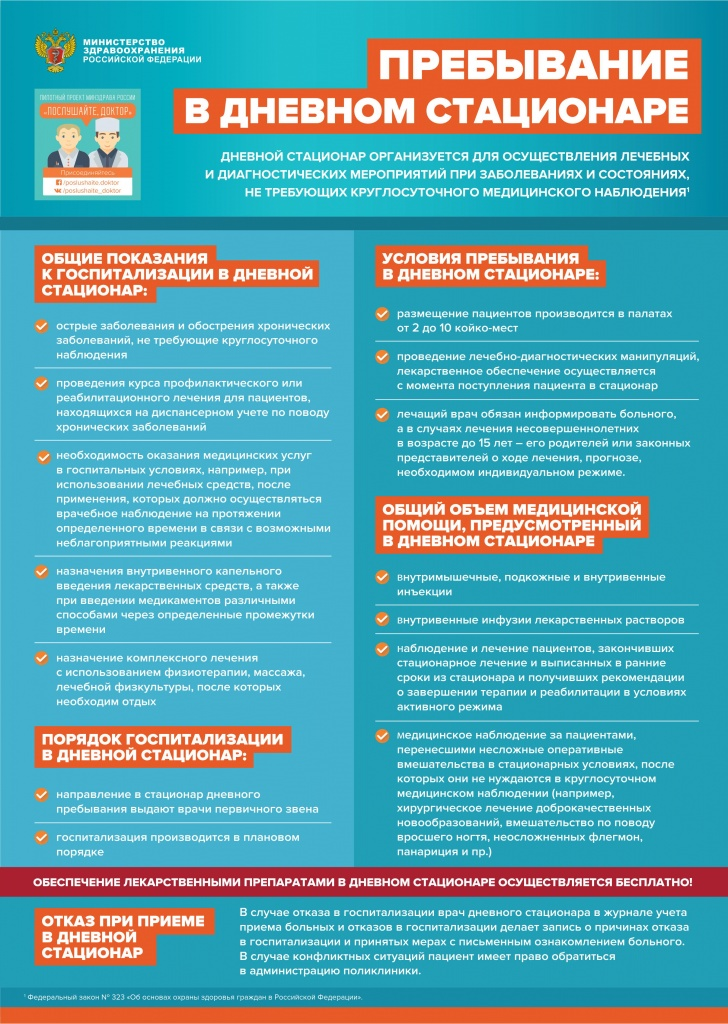 МИНИСТЕРСТВО
ЗДРАВООХРАНЕНИЯ
РОССИЙСКОЙ ФЕДЕРАЦИИ
ПИЛОТНЫЙ ПРОЕКТ МИНЗДРАВА РОССИИ
«ПОСЛУШАЙТЕ, ДОКТОР»
Присоединяйтесь
/poslushaite.doktor
/poslushaite_doktor
ПРЕБЫВАНИЕ
В ДНЕВНОМ СТАЦИОНАРЕ
ДНЕВНОЙ СТАЦИОНАР ОРГАНИЗУЕТСЯ ДЛЯ ОСУЩЕСТВЛЕНИЯ ЛЕЧЕБНЫХ
И ДИАГНОСТИЧЕСКИХ МЕРОПРИЯТИЙ ПРИ ЗАБОЛЕВАНИЯХ И СОСТОЯНИЯХ,
НЕ ТРЕБУЮЩИХ КРУГЛОСУТОЧНОГО МЕДИЦИНСКОГО НАБЛЮДЕНИЯ¹
ОБЩИЕ ПОКАЗАНИЯ
К ГОСПИТАЛИЗАЦИИ В ДНЕВНОЙ
СТАЦИОНАР:
острые заболевания и обострения хронических
заболеваний, не требующие круглосуточного
наблюдения
проведения курса профилактического или
реабилитационного лечения для пациентов,
находящихся на диспансерном учете по поводу
хронических заболеваний
необходимость оказания медицинских услуг
в госпитальных условиях, например, при
использовании лечебных средств, после
применения, которых должно осуществляться
врачебное наблюдение на протяжении
определенного времени в связи с возможными
неблагоприятными реакциями
назначения внутривенного капельного
введения лекарственных средств, а также
при введении медикаментов различными
способами через определенные промежутки
времени
назначение комплексного лечения
с использованием физиотерапии, массажа,
лечебной физкультуры, после которых
необходим отдых
ПОРЯДОК ГОСПИТАЛИЗАЦИИ
В ДНЕВНОЙ СТАЦИОНАР:
направление в стационар дневного
пребывания выдают врачи первичного звена
госпитализация производится в плановом
порядке
УСЛОВИЯ ПРЕБЫВАНИЯ
В ДНЕВНОМ СТАЦИОНАРЕ:
размещение пациентов производится в палатах
от 2 до 10 койко-мест
проведение лечебно-диагностических манипуляций,
лекарственное обеспечение осуществляется
с момента поступления пациента в стационар
лечащий врач обязан информировать больного,
а в случаях лечения несовершеннолетних
в возрасте до 15 лет – его родителей или законных
представителей о ходе лечения, прогнозе,
необходимом индивидуальном режиме.
ОБЩИЙ ОБЪЕМ МЕДИЦИНСКОЙ
ПОМОЩИ, ПРЕДУСМОТРЕННЫЙ
В ДНЕВНОМ СТАЦИОНАРЕ
внутримышечные, подкожные и внутривенные
инъекции
внутривенные инфузии лекарственных растворов
наблюдение и лечение пациентов, закончивших
стационарное лечение и выписанных в ранние
сроки из стационара и получивших рекомендации
о завершении терапии и реабилитации в условиях
активного режима
медицинское наблюдение за пациентами,
перенесшими несложные оперативные
вмешательства в стационарных условиях, после
которых они не нуждаются в круглосуточном
медицинском наблюдении (например,
хирургическое лечение доброкачественных
новообразований, вмешательство по поводу
вросшего ногтя, неосложненных флегмон,
панариция и пр.)
ОБЕСПЕЧЕНИЕ ЛЕКАРСТВЕННЫМИ ПРЕПАРАТАМИ В ДНЕВНОМ СТАЦИОНАРЕ ОСУЩЕСТВЛЯЕТСЯ БЕСПЛАТНО!
ОТКАЗ ПРИ ПРИЕМЕ
В ДНЕВНОЙ
СТАЦИОНАР
В случае отказа в госпитализации врач дневного стационара в журнале учета
приема больных и отказов в госпитализации делает запись о причинах отказа
в госпитализации и принятых мерах с письменным ознакомлением больного.
В случае конфликтных ситуаций пациент имеет право обратиться
в администрацию поликлиники.
¹ Федеральный закон № 323 «Об основах охраны здоровья граждан в Российской Федерации».